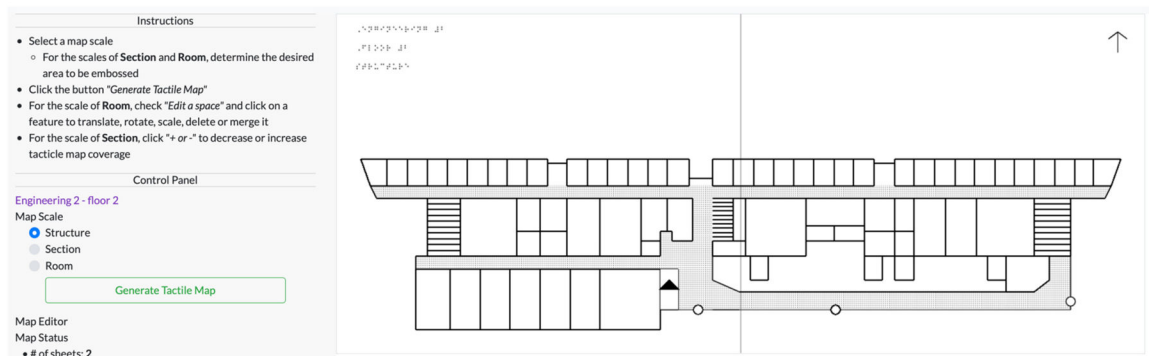 Instructions
Select a map scale
For the scales of Section and Room, determine the desired
area to be embossed
Click the button "Generate Tactile Map"
For the scale of Room, check "Edit a space" and click on a
feature to translate, rotate, scale, delete or merge it
For the scale of Section, click "+ or -" to decrease or increase
tacticle map coverage
Control Panel
Engineering 2 - floor 2
Map Scale
Structure
Section
Room
Generate Tactile Map
Map Editor
Map Status
# of sheets: 2